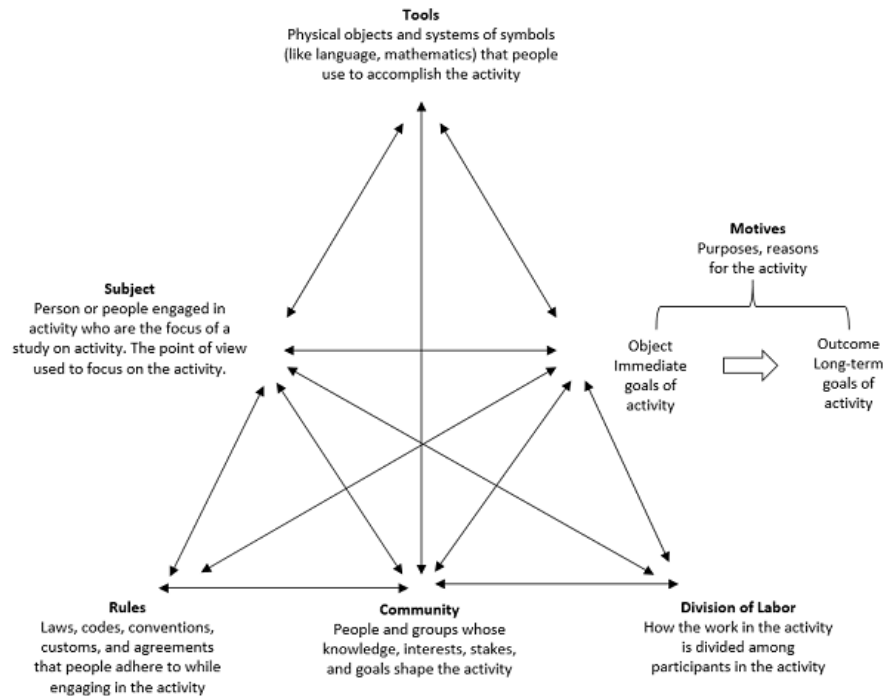 Tools
Physical objects and systems of symbols
(like language, mathematics) that people
use to accomplish the activity
Motives
Purposes, reasons
for the activity
Subject
Person or people engaged in
activity who are the focus of a
study on activity. The point of view
used to focus on the activity.
Object
Immediate
goals of
activity
Outcome
Long-term
goals of
activity
Rules
Laws, codes, conventions,
customs, and agreements
that people adhere to while
engaging in the activity
Community
People and groups whose
knowledge, interests, stakes,
and goals shape the activity
Division of Labor
How the work in the activity
is divided among
participants in the activity